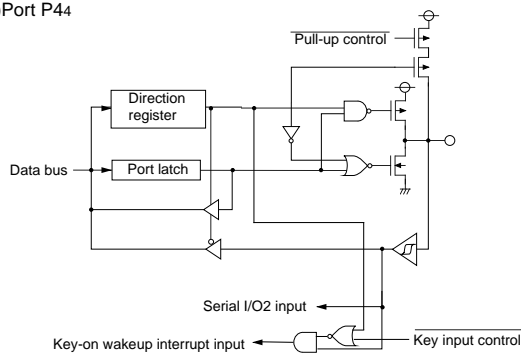 Port P44
Pull-up control
Direction
register
Data bus
Port latch
Serial I/O2 input
Key-on wakeup interrupt input
Key input control